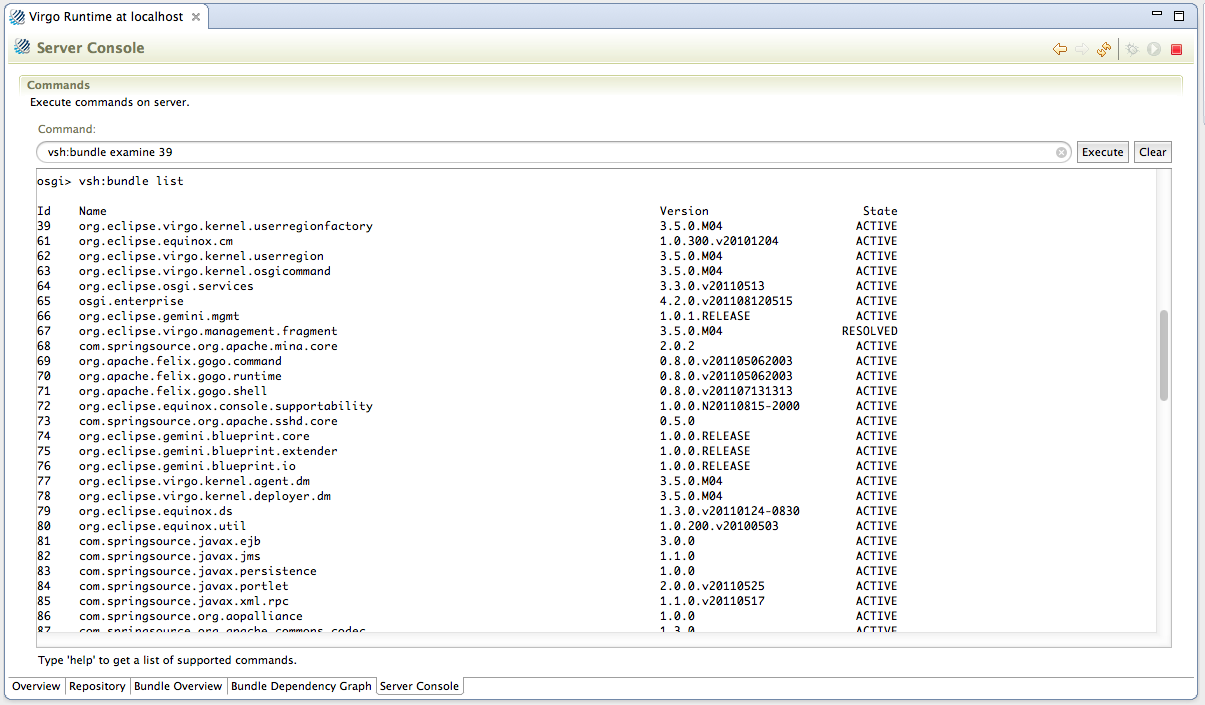 Virgo Runtime at localhost
Server Console
Commands
Execute commands on server.
Command:
vsh:bundle examine 39
Execute Clear
osgi> vsh:bundle list
Id Name Version State
39 org.eclipse.virgo.kernel.userregionfactory 3.5.0.M04 ACTIVE
61 org.eclipse.equinox.cm 1.0.300.v20101204 ACTIVE
62 org.eclipse.virgo.kernel.userregion 3.5.0.M04 ACTIVE
63 org.eclipse.virgo.kernel.osgicommand 3.5.0.M04 ACTIVE
64 org.eclipse.osgi.services 3.3.0.v20110513 ACTIVE
65 osgi.enterprise 4.2.0.v201108120515 ACTIVE
66 org.eclipse.gemini.mgmt 1.0.1.RELEASE ACTIVE
67 org.eclipse.virgo.management.fragment 3.5.0.M04 RESOLVED
68 com.springsource.org.apache.mina.core 2.0.2 ACTIVE
69 org.apache.felix.gogo.command 0.8.0.v201105062003 ACTIVE
70 org.apache.felix.gogo.runtime 0.8.0.v201105062003 ACTIVE
71 org.apache.felix.gogo.shell 0.8.0.v201107131313 ACTIVE
72 org.eclipse.equinox.console.supportability 1.0.0.N20110815-2000 ACTIVE
73 com.springsource.org.apache.sshd.core 0.5.0 ACTIVE
74 org.eclipse.gemini.blueprint.core 1.0.0.RELEASE ACTIVE
75 org.eclipse.gemini.blueprint.extender 1.0.0.RELEASE ACTIVE
76 org.eclipse.gemini.blueprint.io 1.0.0.RELEASE ACTIVE
77 org.eclipse.virgo.kernel.agent.dm 3.5.0.M04 ACTIVE
78 org.eclipse.virgo.kernel.deployer.dm 3.5.0.M04 ACTIVE
79 org.eclipse.equinox.ds 1.3.0.v20110124-0830 ACTIVE
80 org.eclipse.equinox.util 1.0.200.v20100503 ACTIVE
81 com.springsource.javax.ejb 3.0.0 ACTIVE
82 com.springsource.javax.jms 1.1.0 ACTIVE
83 com.springsource.javax.persistence 1.0.0 ACTIVE
84 com.springsource.javax.portlet 2.0.0.v20110525 ACTIVE
85 com.springsource.javax.xml.rpc 1.1.0.v20110517 ACTIVE
86 com.springsource.org.aopalliance 1.0.0 ACTIVE
87 com.springsource.org.apache.commons.codec 1.3.0 ACTIVE
Type 'help' to get a list of supported commands.
Overview Repository Bundle Overview Bundle Dependency Graph Server Console